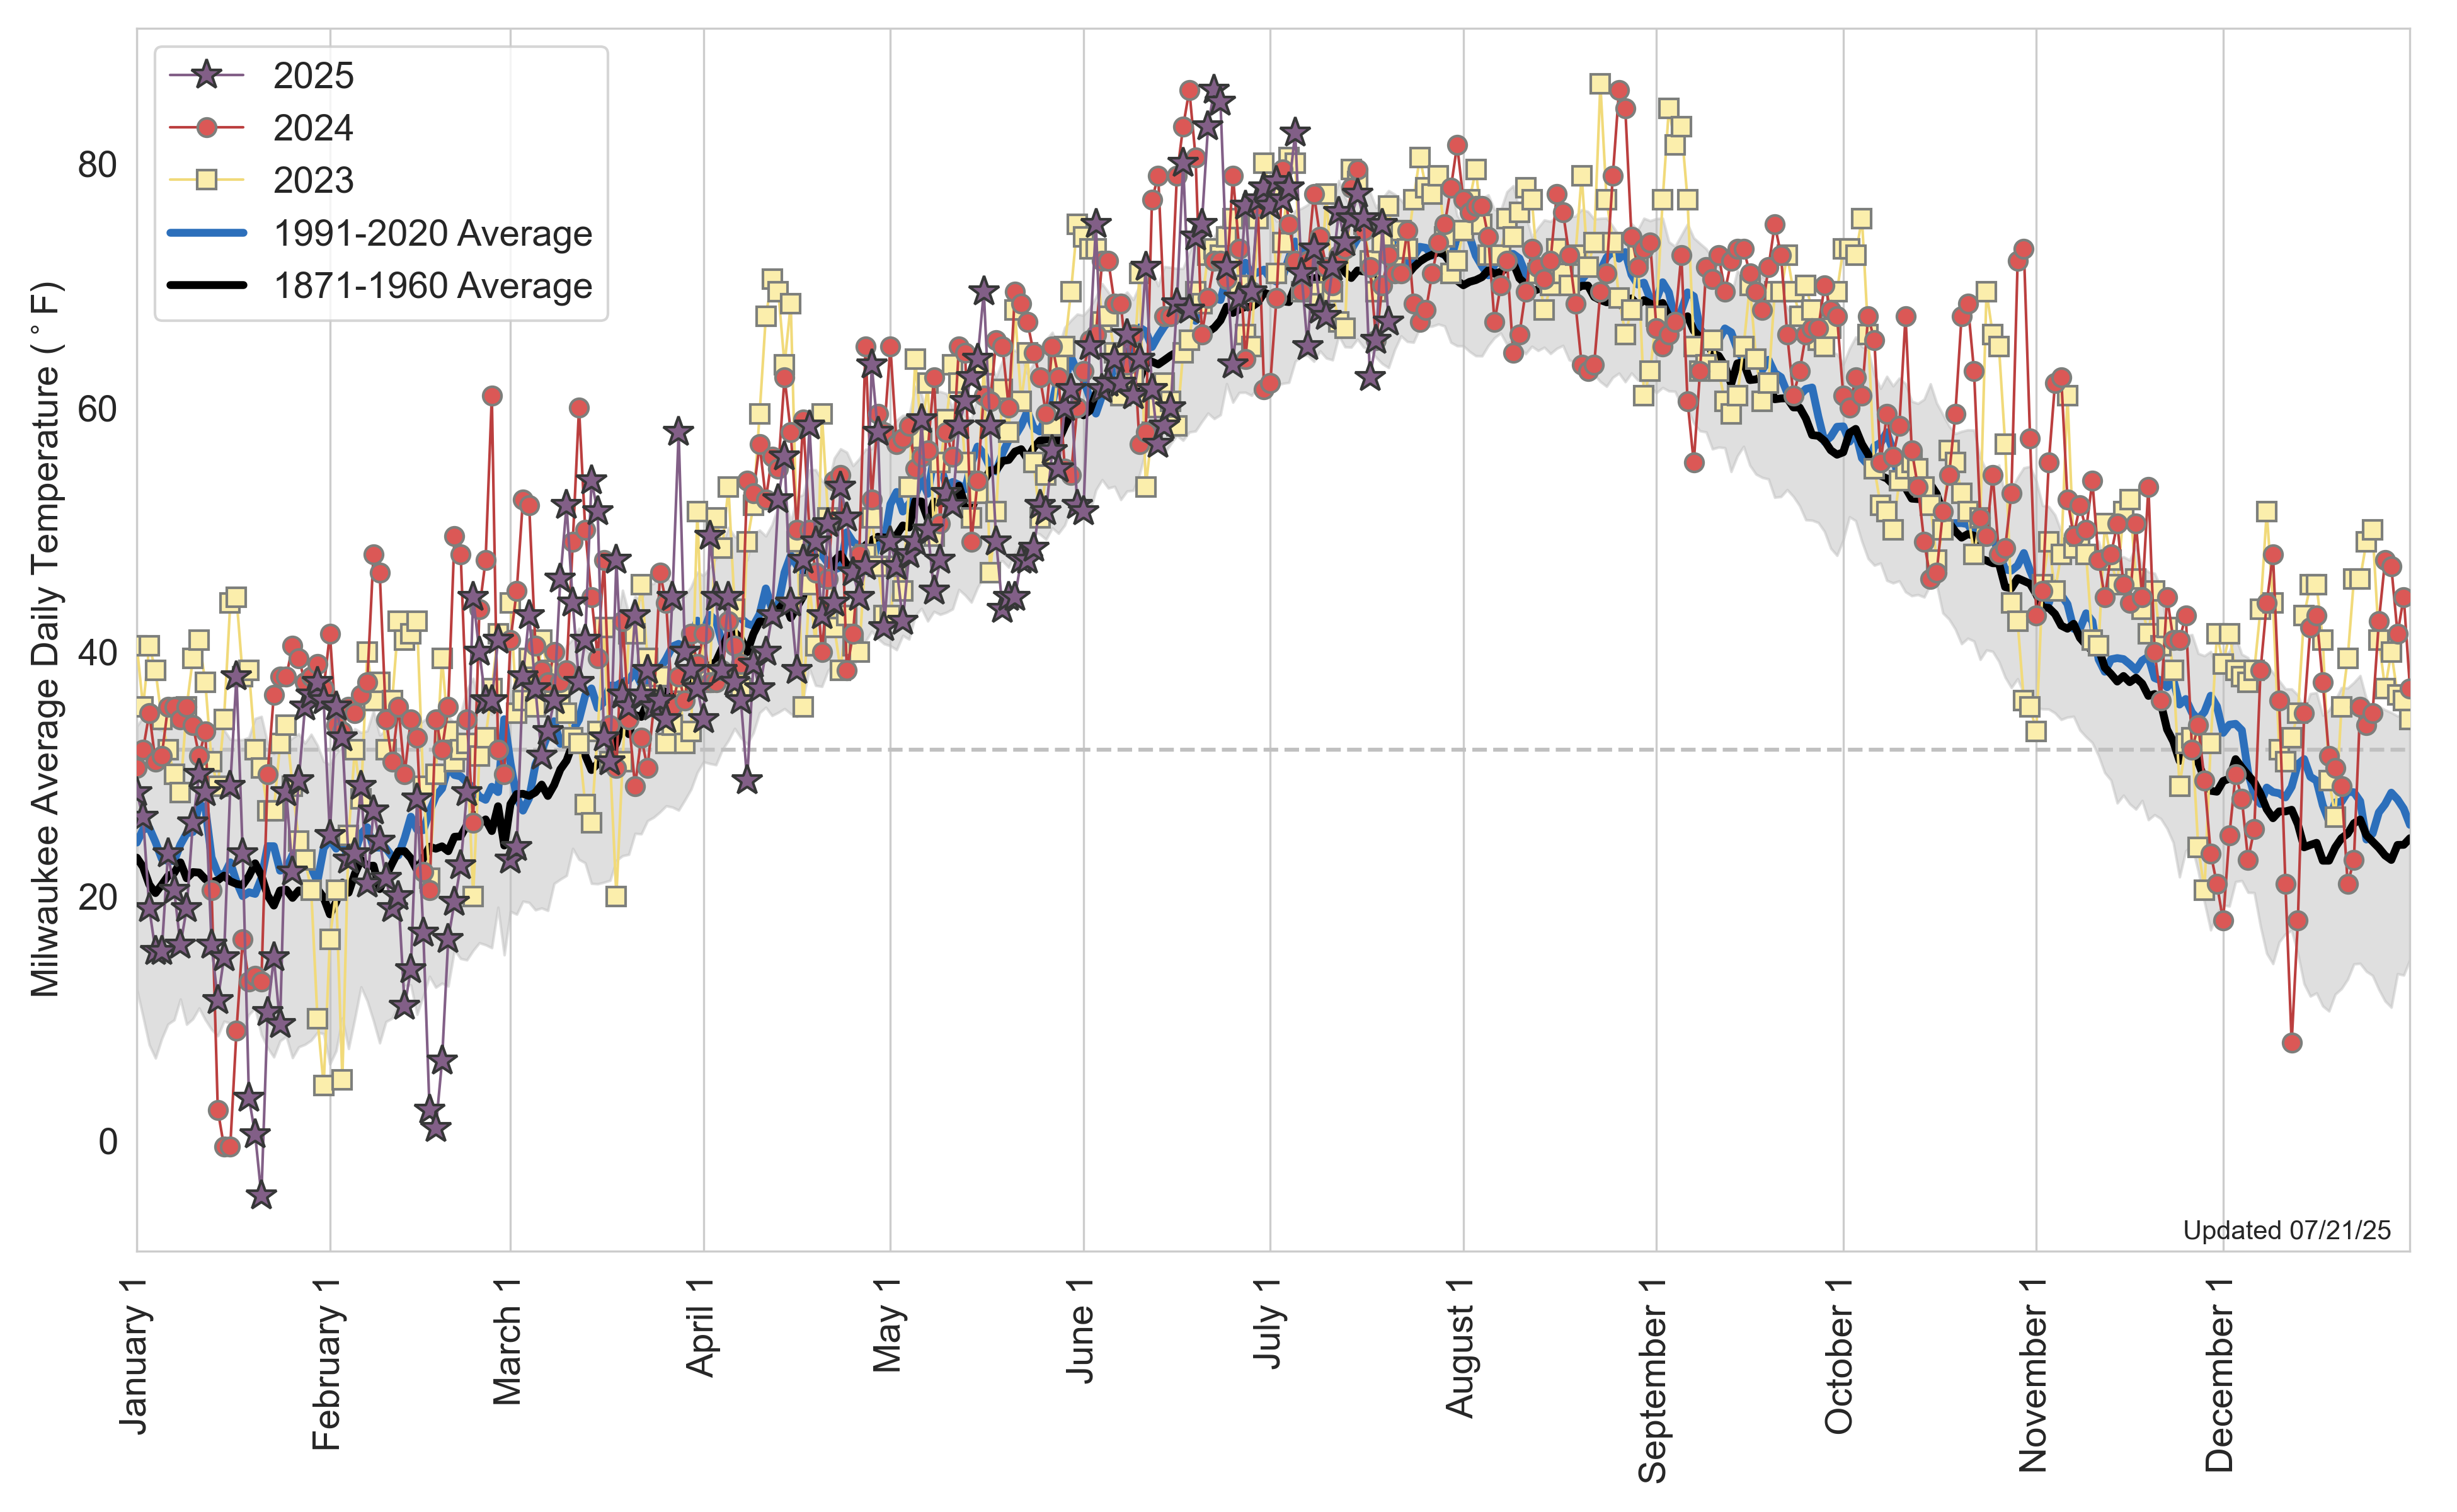 2025
2024
2023
1991-2020 Average
1871-1960 Average
Milwaukee Average Daily Temperature (°F)
80
60
40
20
0
Updated 07/21/25
January 1
February 1
March 1
April 1
May 1
June 1
July 1
August 1
September 1
October 1
November 1
December 1